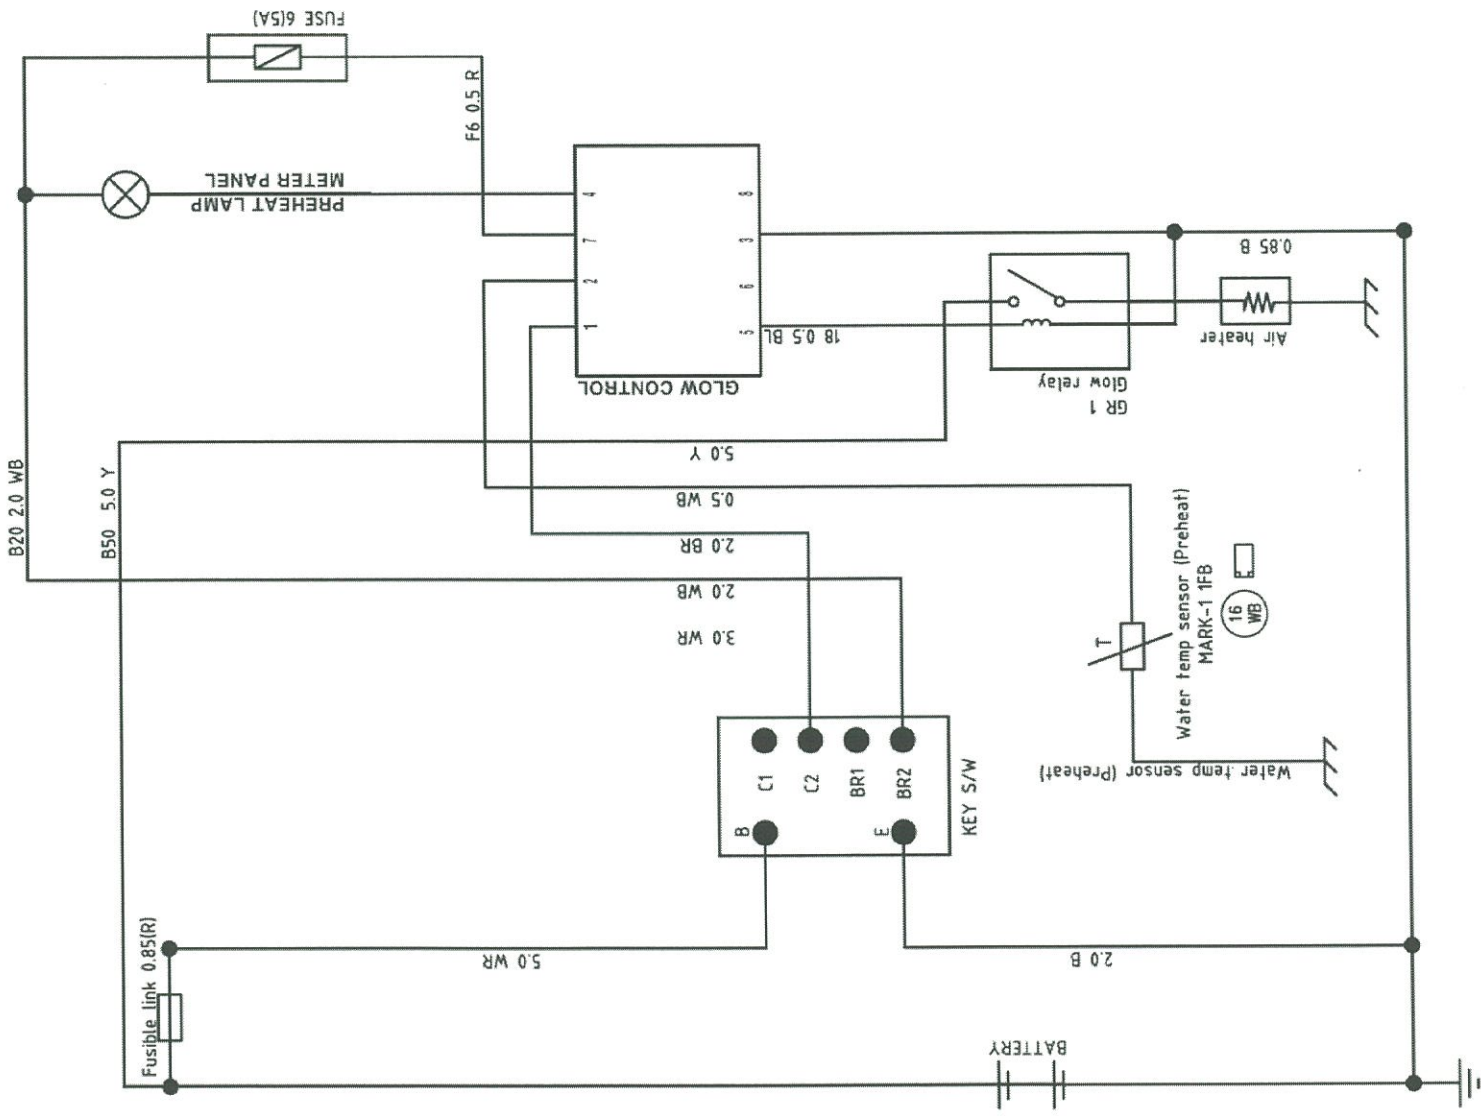 FUSE 6(5A)
F6 0.5 R
METER PANEL
PREHEAT LAMP
4
7
2
1
8
3
6
5
GLOW CONTROL
0.85 B
18 0.5 BL
Air heater
Glow relay
GR 1
B20 2.0 WB
B50 5.0 Y
5.0 Y
0.5 WB
2.0 BR
2.0 WB
3.0 WR
T
Water temp sensor (Preheat)
MARK-1 1FB
16
WB
Water temp sensor (Preheat)
C1
C2
BR1
BR2
B
E
KEY S/W
Fusible link 0.85(R)
5.0 WR
2.0 B
BATTERY